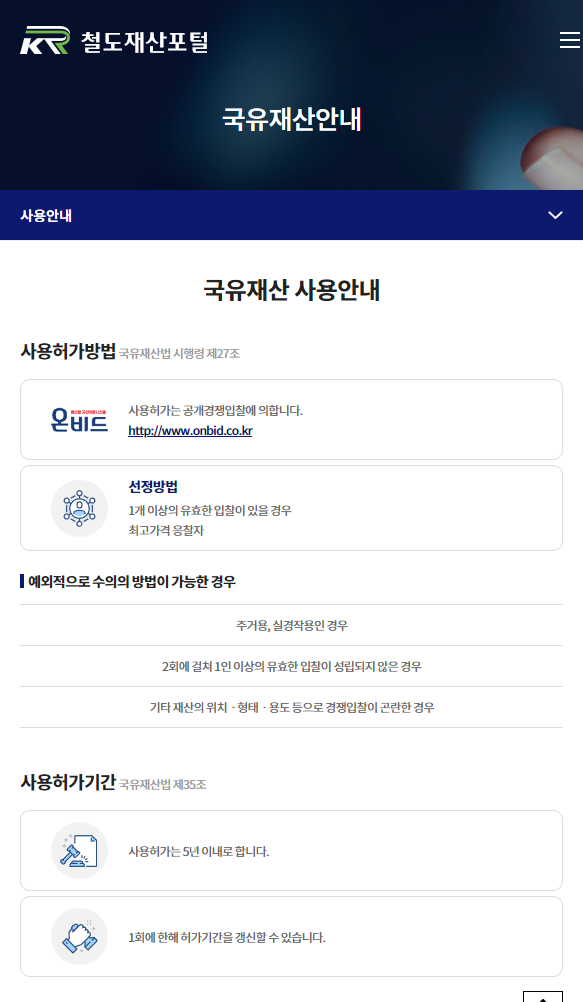 KR 철도재산포털
국유재산안내
사용안내
국유재산 사용안내
사용허가방법 국유재산법 시행령 제27조
온비드
사용허가는 공개경쟁입찰에 의합니다.
http://www.onbid.co.kr
선정방법
1개 이상의 유효한 입찰이 있을 경우
최고가격 응찰자
예외적으로 수의의 방법이 가능한 경우
주거용, 실경작용인 경우
2회에 걸쳐 1인 이상의 유효한 입찰이 성립되지 않은 경우
기타 재산의 위치ㆍ형태ㆍ용도 등으로 경쟁입찰이 곤란한 경우
사용허가기간 국유재산법 제35조
사용허가는 5년 이내로 합니다.
1회에 한해 허가기간을 갱신할 수 있습니다.